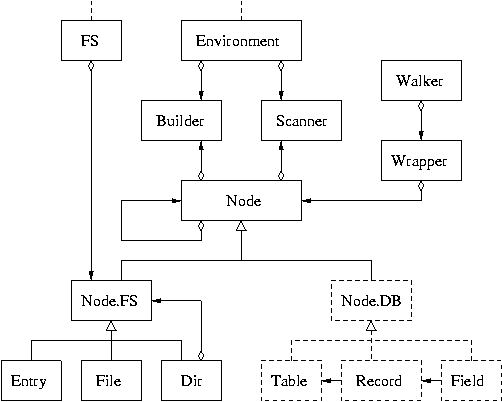 FS
Environment
Walker
Builder
Scanner
Wrapper
Node
Node.FS
Node.DB
Entry
File
Dir
Table
Record
Field